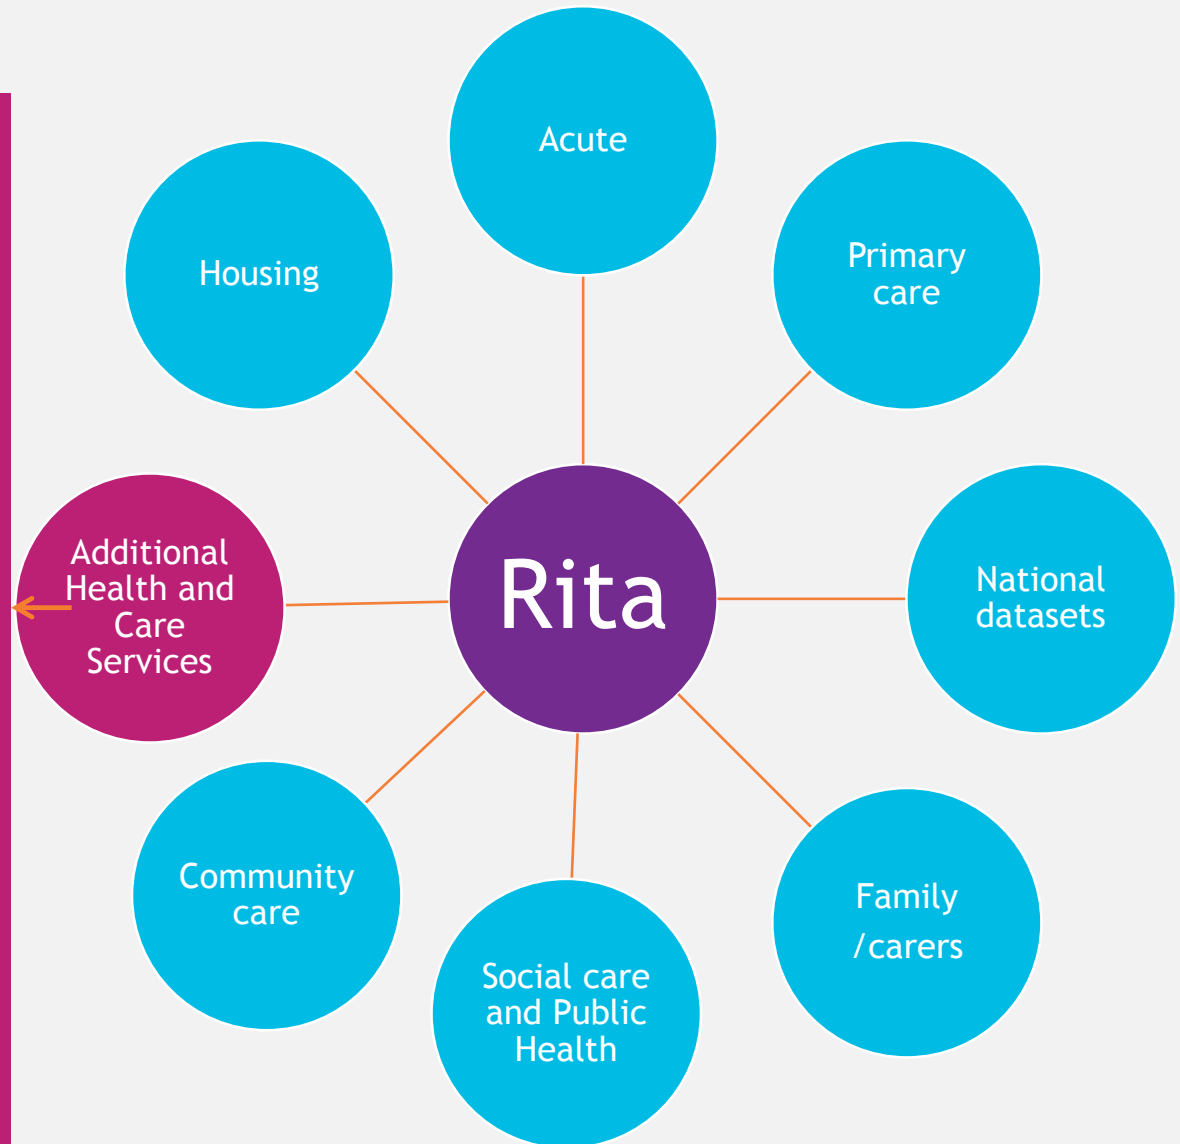 Acute
Housing
Primary
care
Additional
Health and
Care
Services
Rita
National
datasets
Community
care
Family
/carers
Social care
and Public
Health